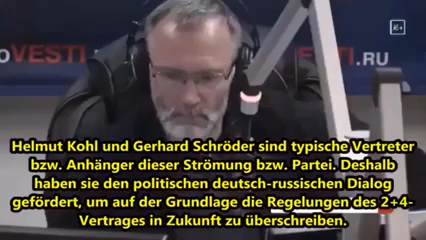 VESTI
.RU
Helmut Kohl und Gerhard Schröder sind typische Vertreter
bzw. Anhänger dieser Strömung bzw. Partei. Deshalb
haben sie den politischen deutsch-russischen Dialog
gefördert, um auf der Grundlage die Regelungen des 2+4-
Vertrages in Zukunft zu überschreiben.